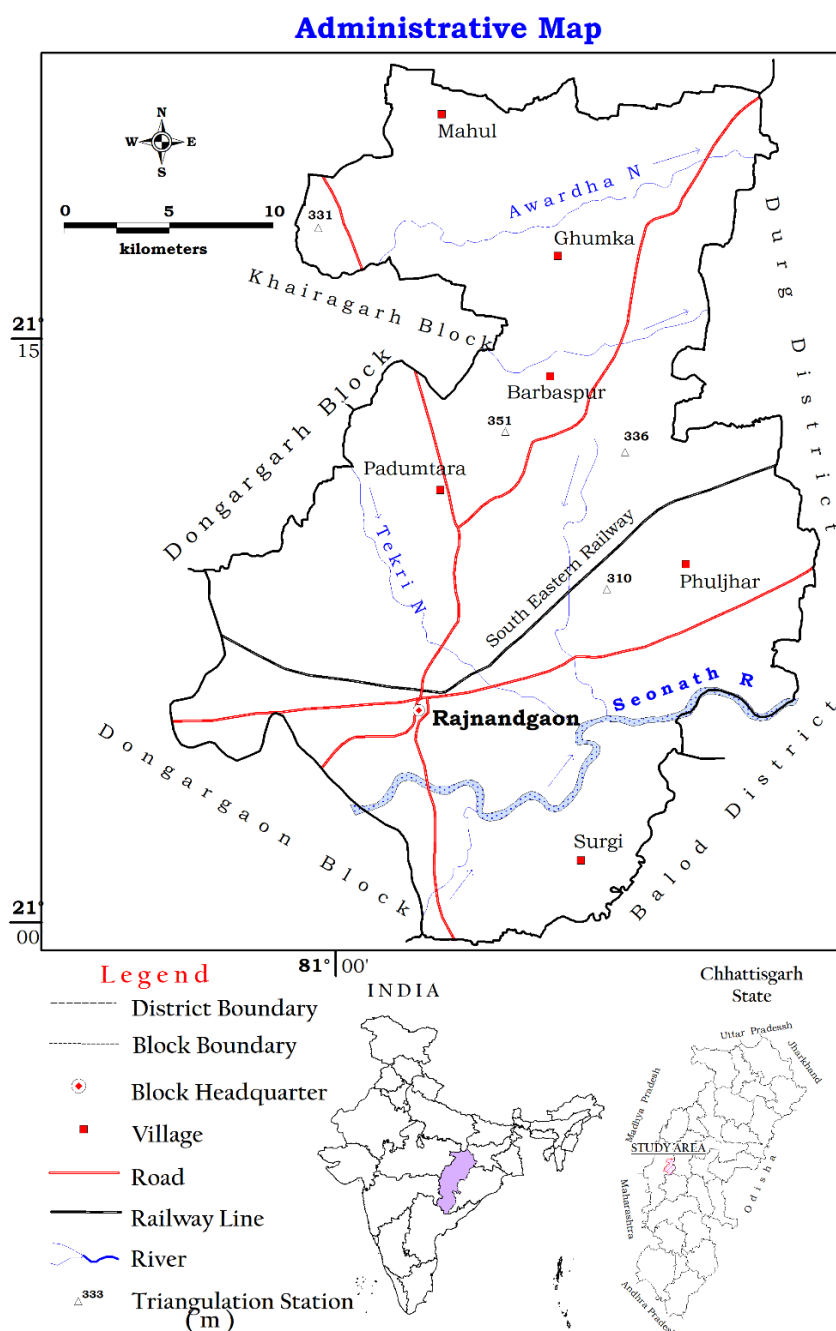 Administrative Map
N
W E
S
Mahul
0 5 10
kilometers
331
Awardha N
Ghumka
Durg District
Khairagarh Block
21°
15
Barbaspur
Dongargarh Block
351
336
Padumtara
Tekri N
South Eastern Railway
310
Phuljhar
Seonath R
Rajnandgaon
Dongargaon Block
Surgi
Balod District
21°
00
81° 00'
Legend
District Boundary
Block Boundary
Block Headquarter
Village
Road
Railway Line
River
333
Triangulation Station
(m)
INDIA
Chhattisgarh
State
Uttar Pradessh
Jharkhand
Madhya Pradesh
STUDY AREA
Maharashtra
Odisha
Andhra Pradesh